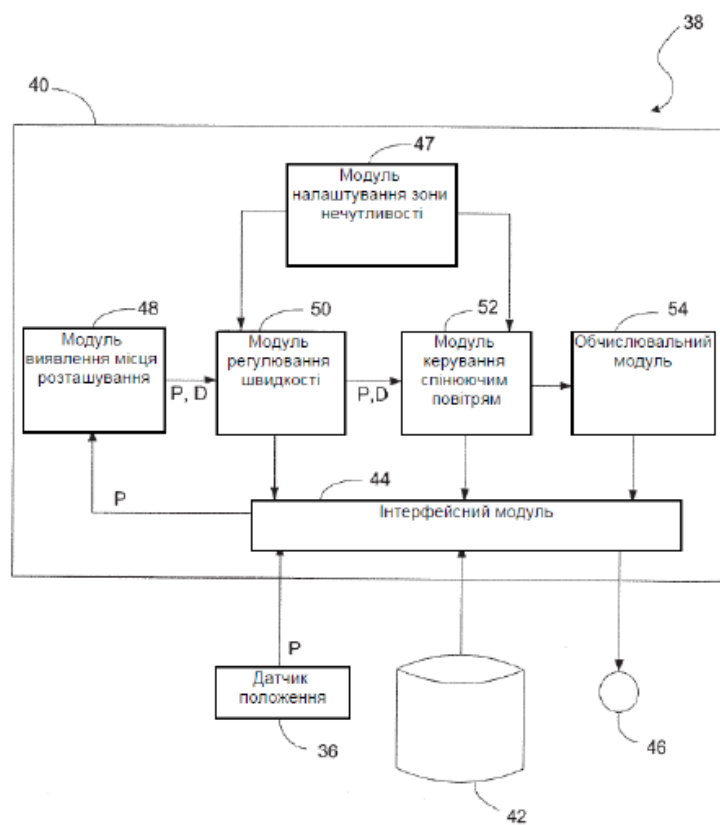 38
40
47
Модуль
налаштування зони
нечутливості
48
Модуль
виявлення місця
розташування
50
Модуль
регулювання
швидкості
52
Модуль
керування
спінюючим
повітрям
54
Обчислювальний
модуль
P, D
P,D
P
44
Інтерфейсний модуль
P
Датчик
положення
36
42
46